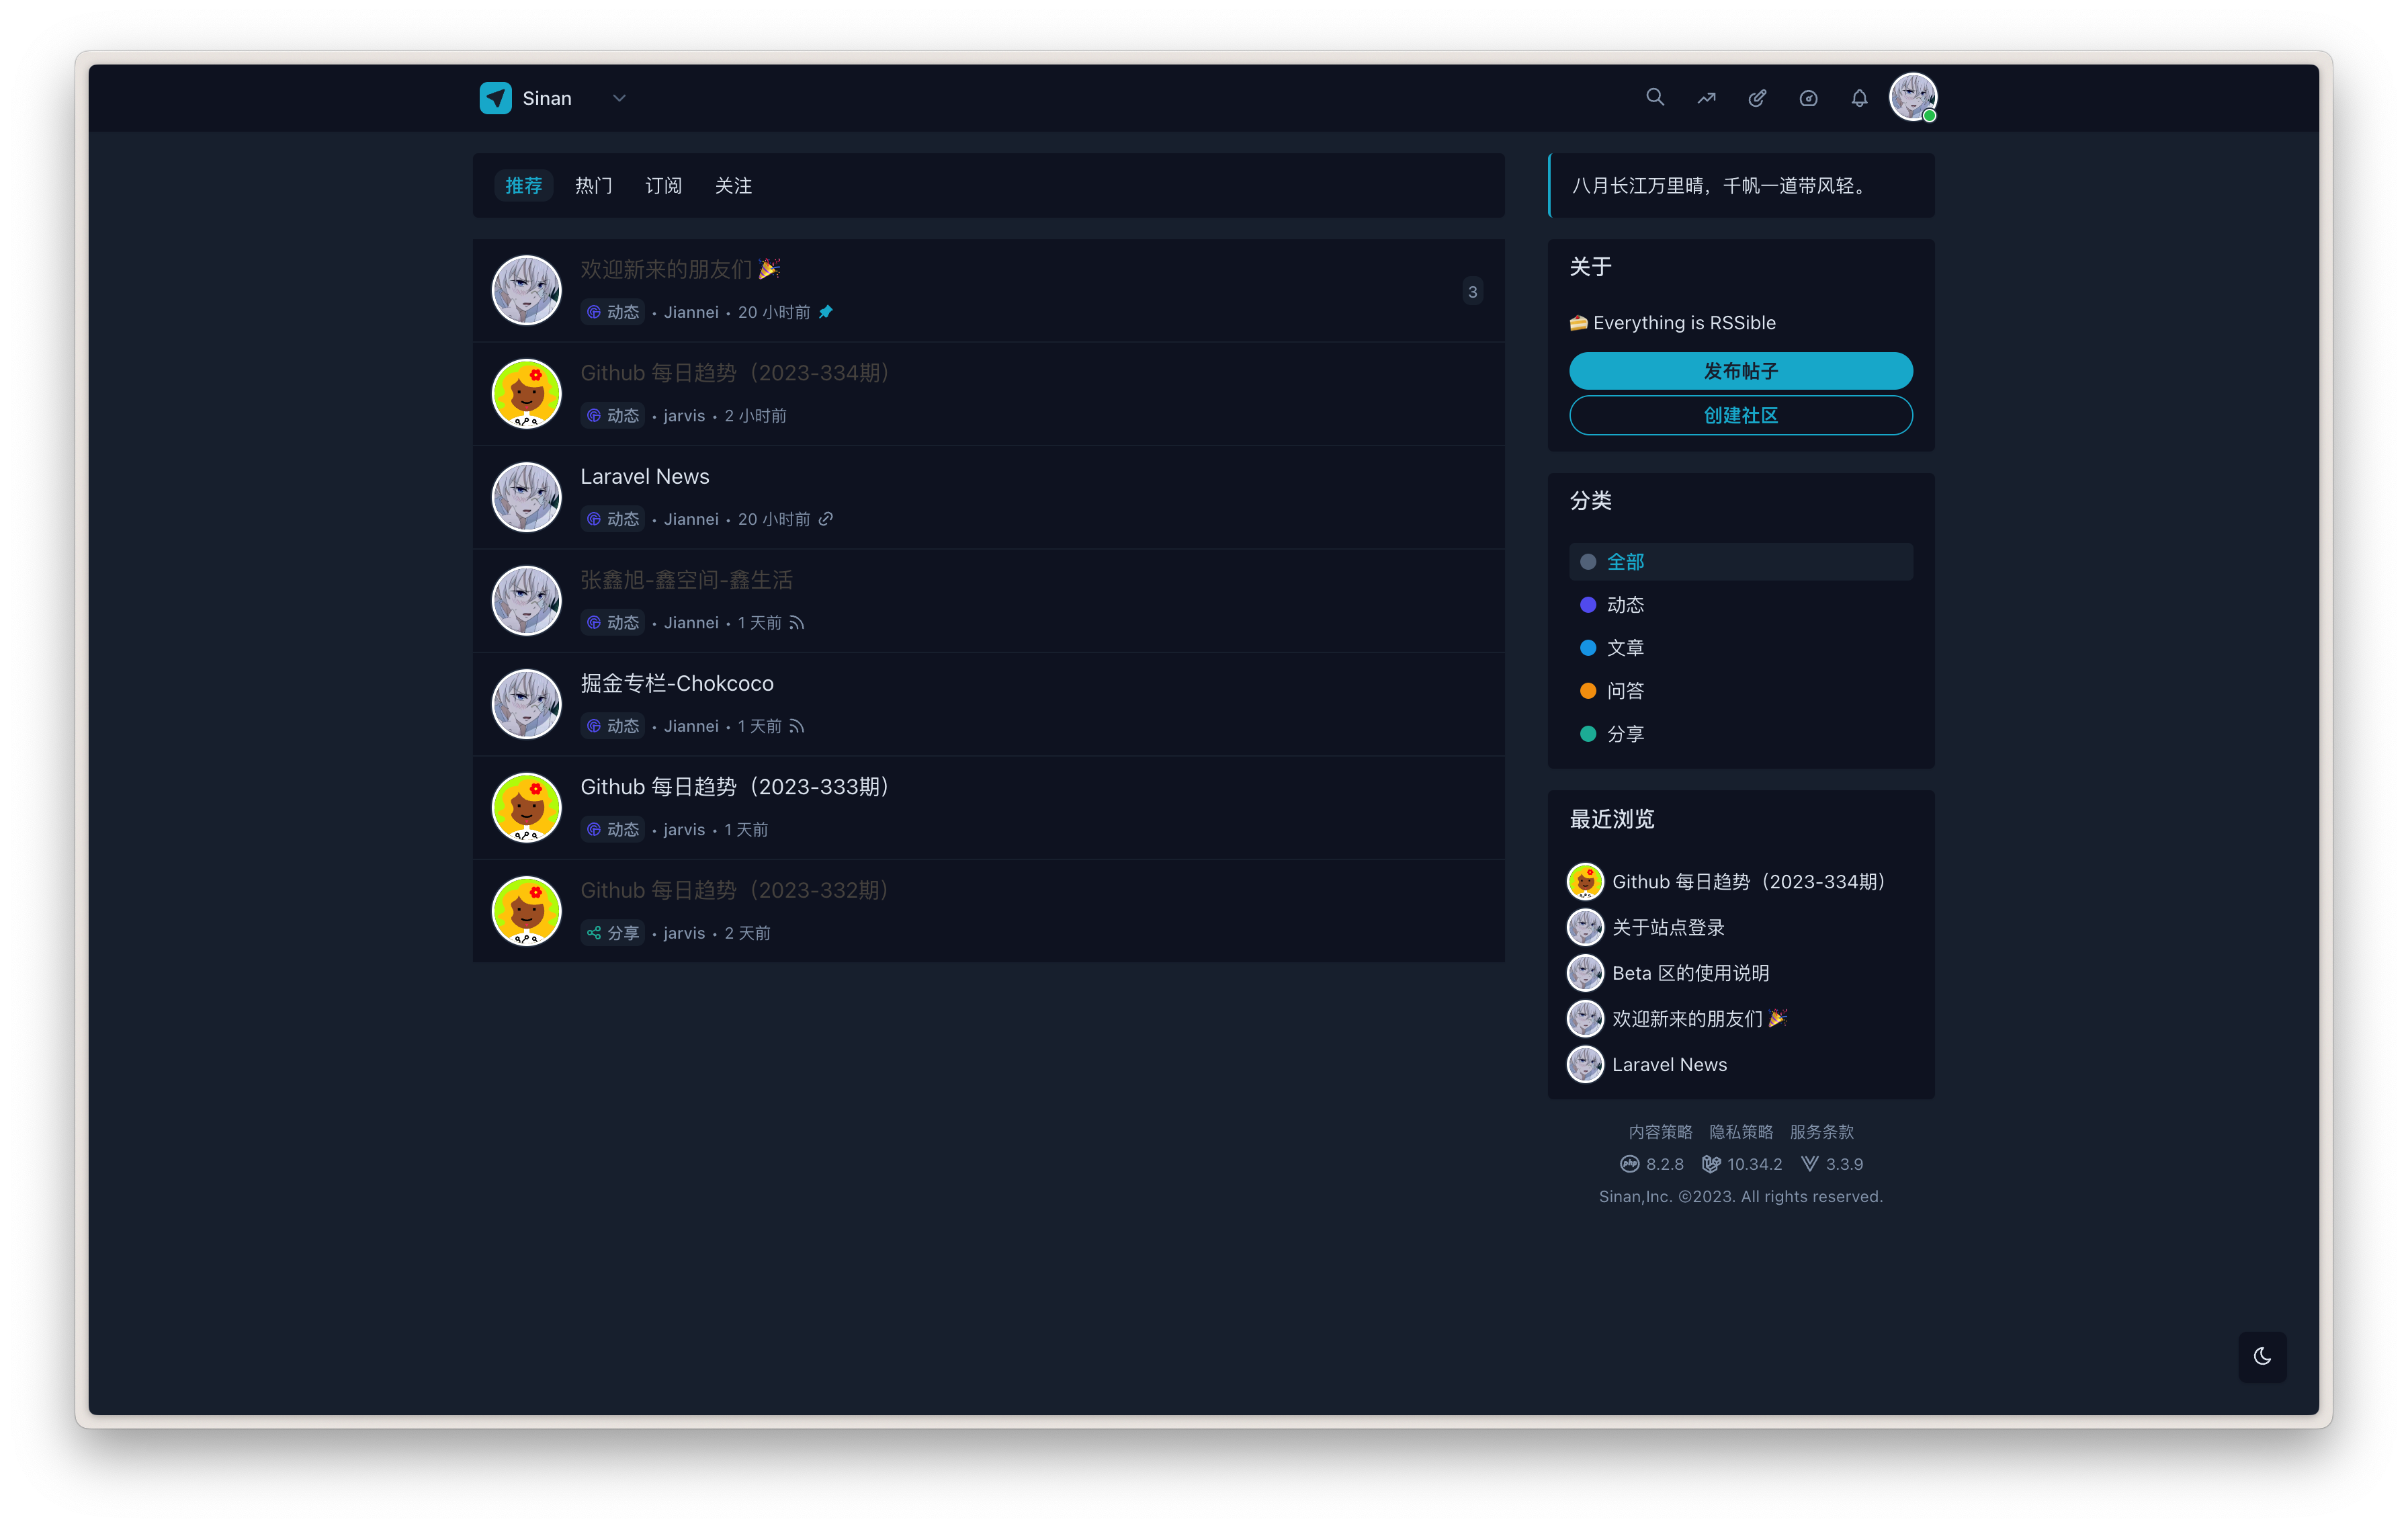 Sinan
推荐 热门 订阅 关注
欢迎新来的朋友们 🎉
动态 • Jiannei • 20 小时前
3
Github 每日趋势（2023-334期）
动态 • jarvis • 2 小时前
Laravel News
动态 • Jiannei • 20 小时前
张鑫旭-鑫空间-鑫生活
动态 • Jiannei • 1 天前
掘金专栏-Chokcoco
动态 • Jiannei • 1 天前
Github 每日趋势（2023-333期）
动态 • jarvis • 1 天前
Github 每日趋势（2023-332期）
分享 • jarvis • 2 天前
八月长江万里晴，千帆一道带风轻。
关于
🍰 Everything is RSSible
发布帖子
创建社区
分类
全部
动态
文章
问答
分享
最近浏览
Github 每日趋势（2023-334期）
关于站点登录
Beta 区的使用说明
欢迎新来的朋友们 🎉
Laravel News
内容策略 隐私策略 服务条款
php 8.2.8 10.34.2 3.3.9
Sinan,Inc. ©2023. All rights reserved.